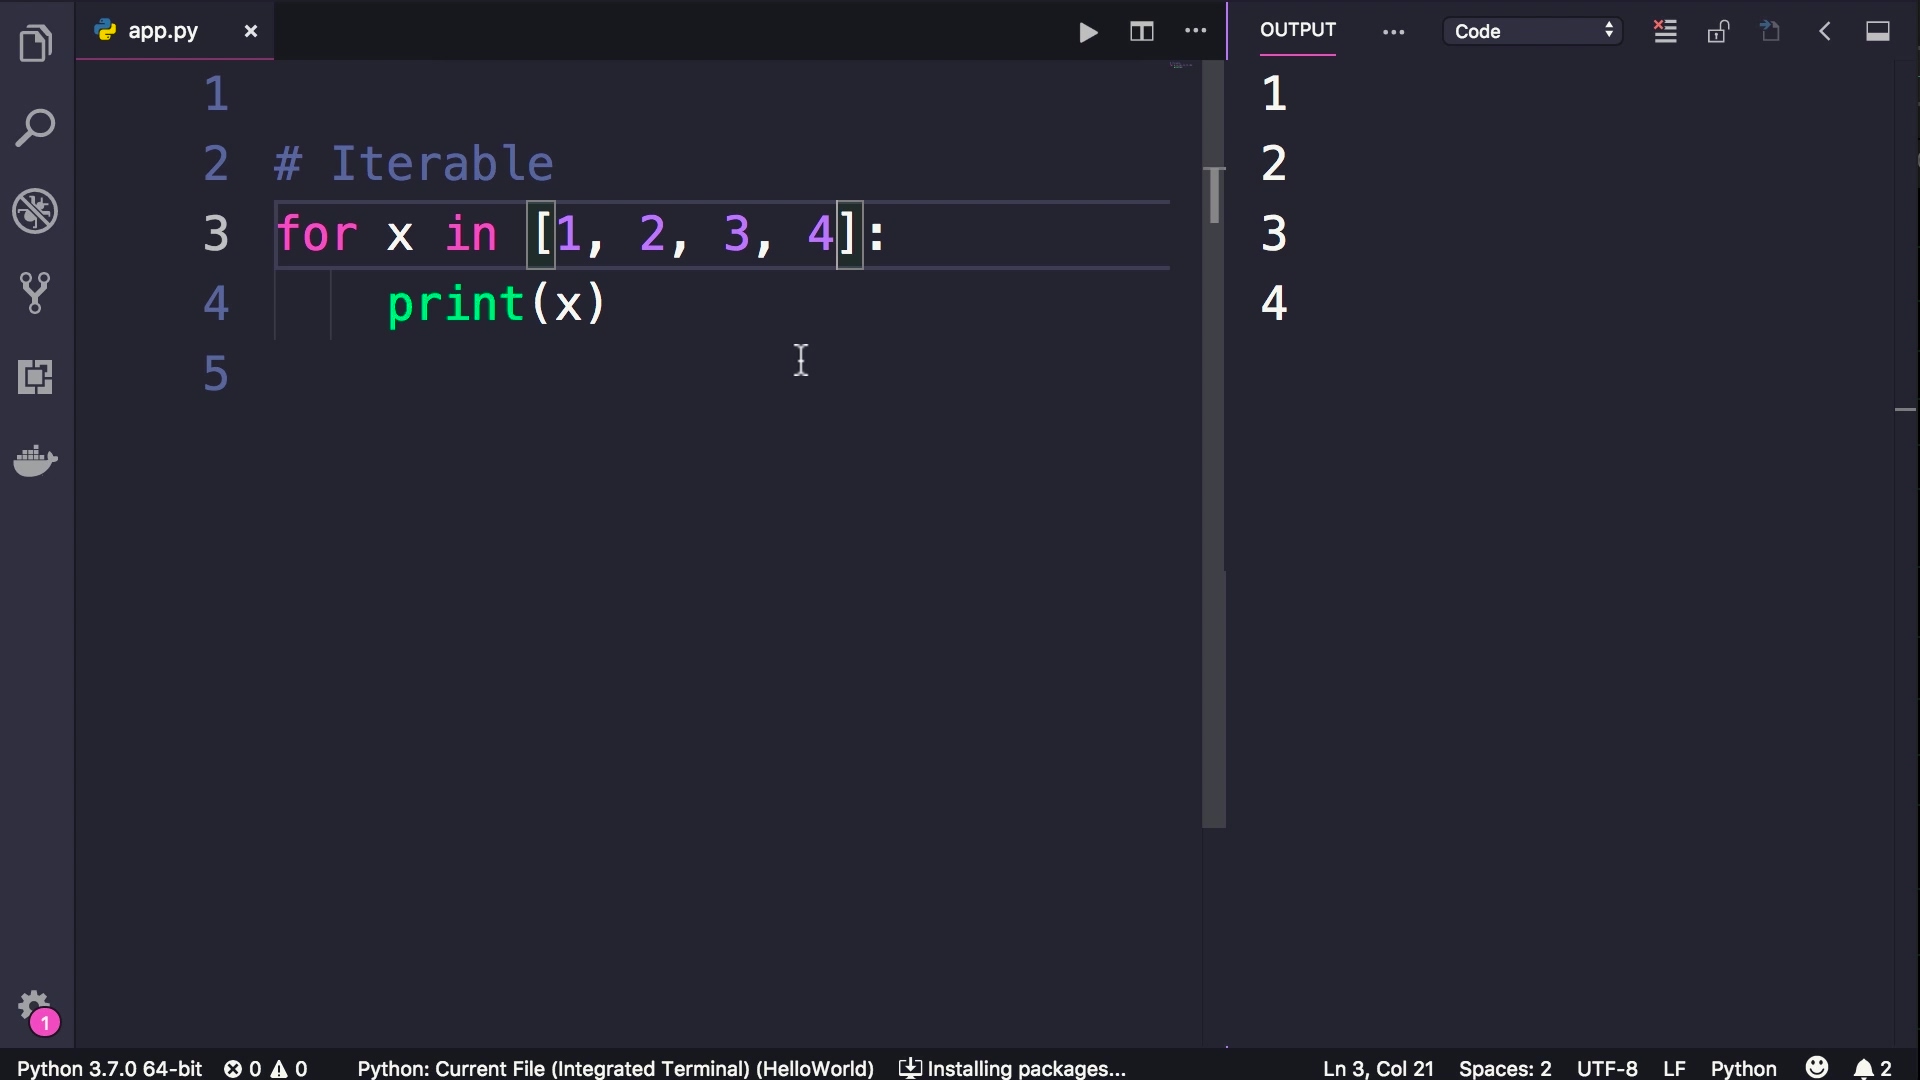 app.py
OUTPUT
Code
1
2 # Iterable
3 for x in [1, 2, 3, 4]:
4 print(x)
5
1
2
3
4
1
Python 3.7.0 64-bit 0 0 Python: Current File (Integrated Terminal) (HelloWorld) Installing packages... Ln 3, Col 21 Spaces: 2 UTF-8 LF Python 2